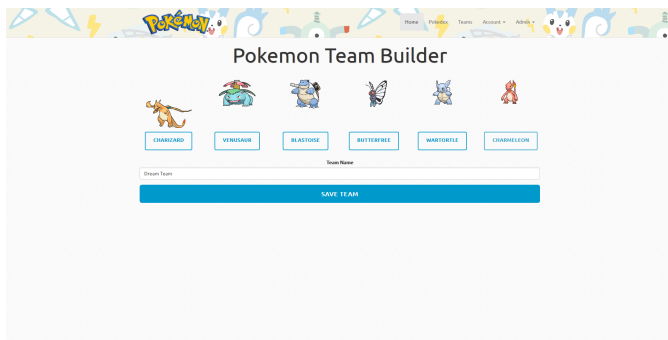 Pokémon
Home Pokedex Teams Account Admin
Pokemon Team Builder
CHARIZARD VENUSAUR BLASTOISE BUTTERFREE WARTORTLE CHARMELEON
Team Name
Dream Team
SAVE TEAM